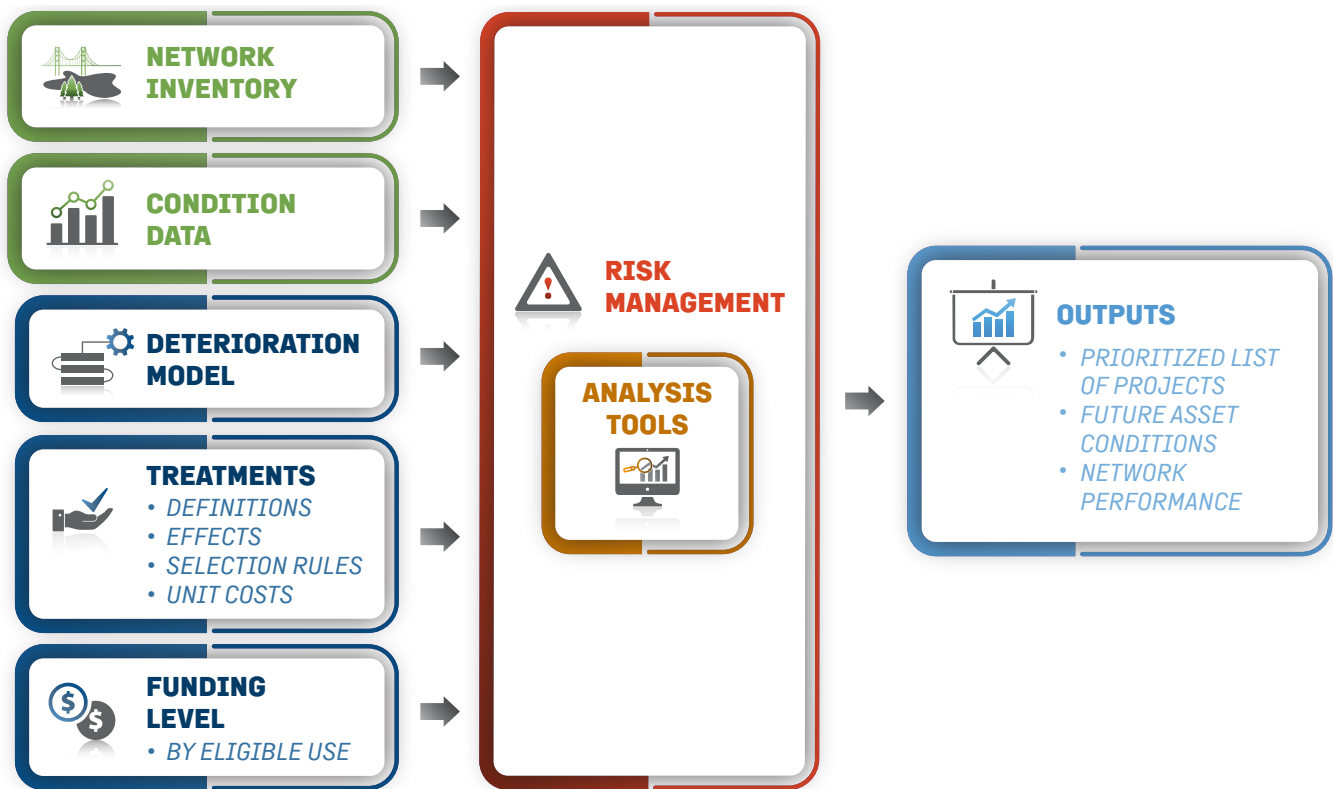 NETWORK
INVENTORY
CONDITION
DATA
DETERIORATION
MODEL
TREATMENTS
• DEFINITIONS
• EFFECTS
• SELECTION RULES
• UNIT COSTS
FUNDING
LEVEL
• BY ELIGIBLE USE
RISK
MANAGEMENT
ANALYSIS
TOOLS
OUTPUTS
• PRIORITIZED LIST
OF PROJECTS
• FUTURE ASSET
CONDITIONS
• NETWORK
PERFORMANCE